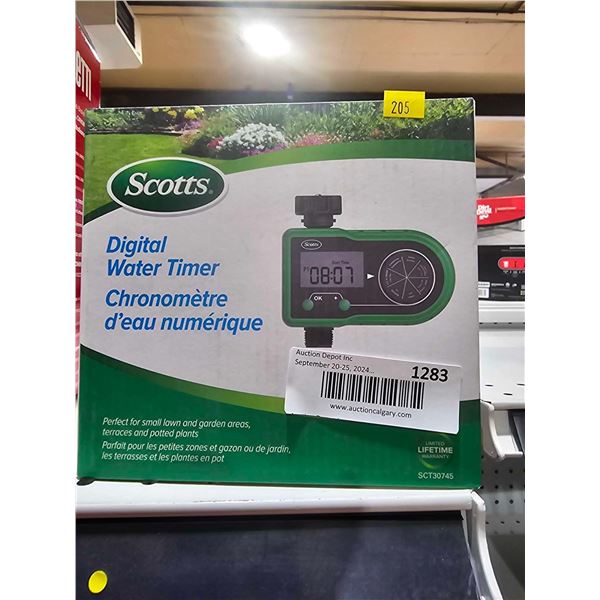 205
Scotts
Digital
Water Timer
Chronomètre
d'eau numérique
Scotts
Start Time
08:07
OK +
Auction Depot Inc
September 20-25, 2024...
1283
www.auctioncalgary.com
Perfect for small lawn and garden areas,
terraces and potted plants
Parfait pour les petites zones et gazon ou de jardin,
les terrasses et les plantes en pot
LIMITED
LIFETIME
WARRANTY
SCT30745
Dirt
Devil